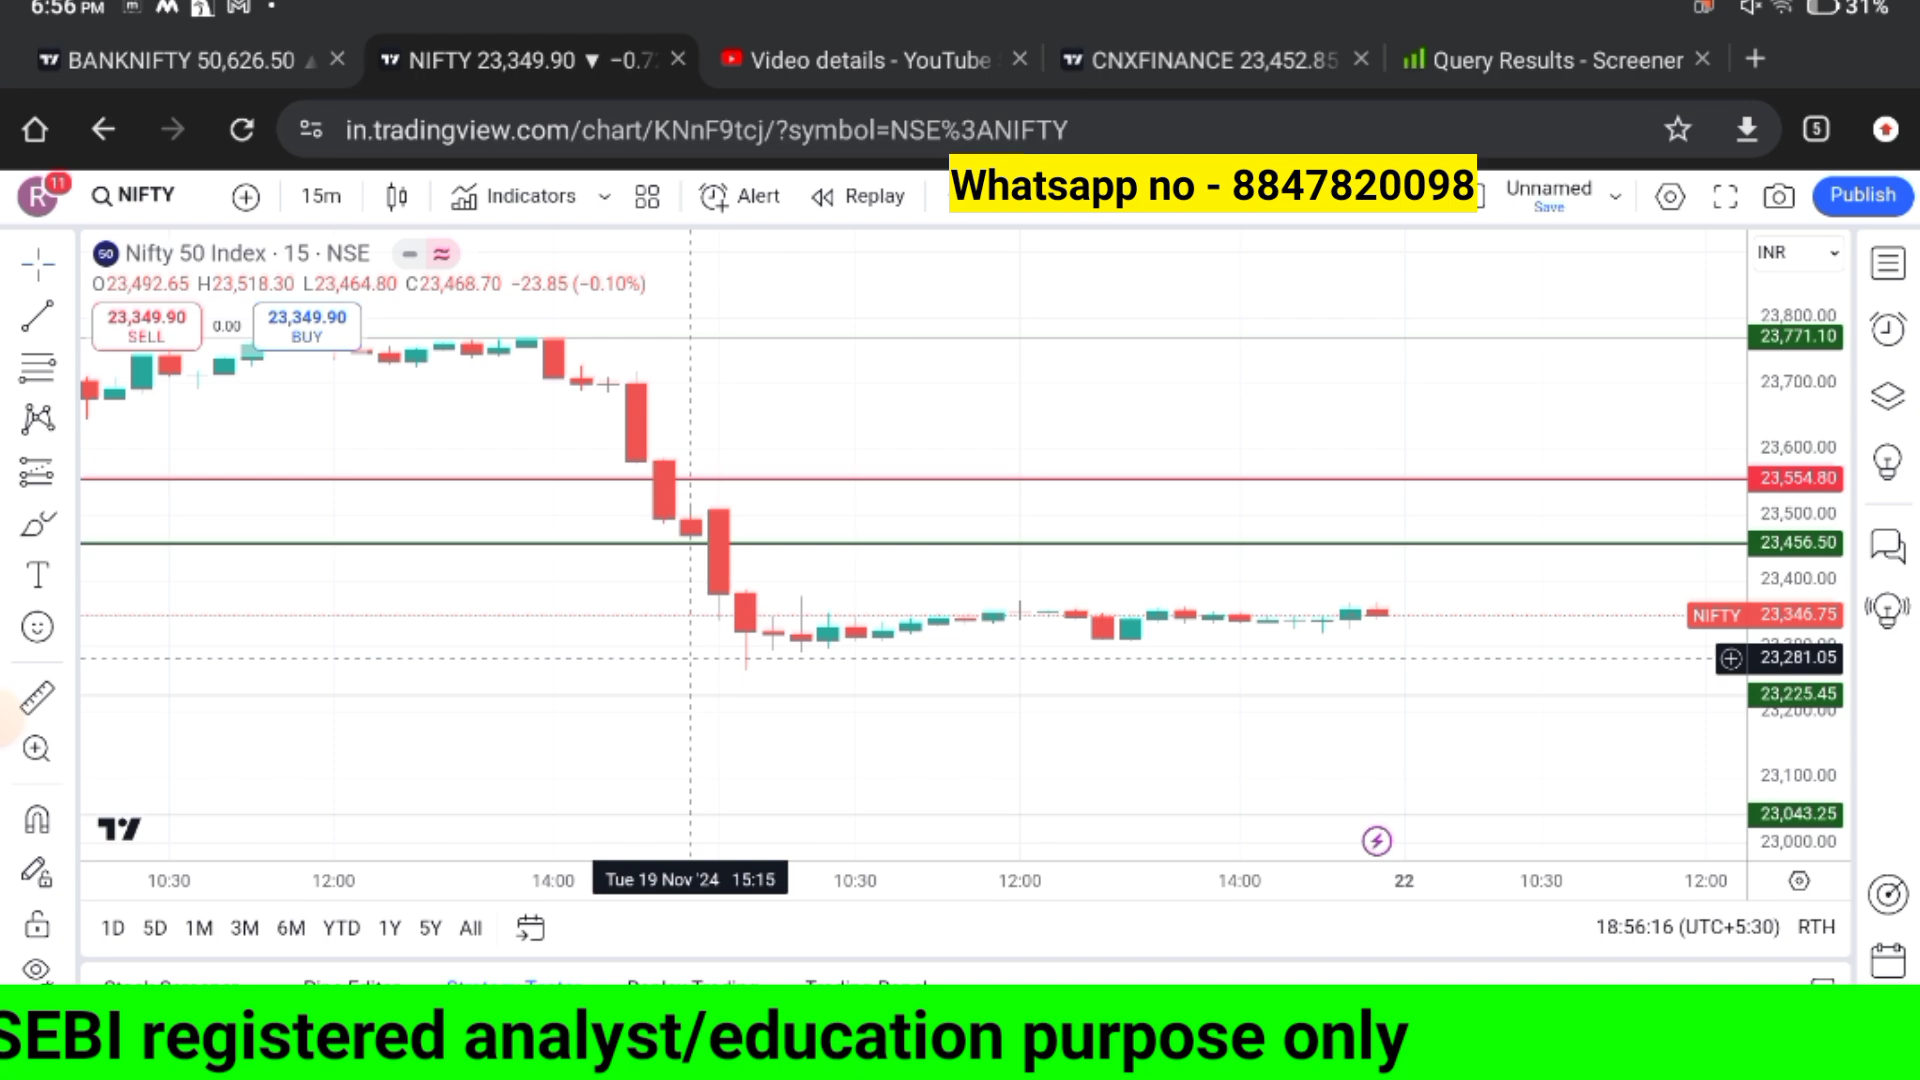 6:56 PM
31%
BANKNIFTY 50,626.50
NIFTY 23,349.90 ▼ −0.7
Video details - YouTube
CNXFINANCE 23,452.85
Query Results - Screener
in.tradingview.com/chart/KNnF9tcj/?symbol=NSE%3ANIFTY
5
Whatsapp no - 8847820098
R
11
NIFTY
15m
Indicators
Alert
Replay
Unnamed
Save
Publish
50
Nifty 50 Index · 15 · NSE
INR
O23,492.65 H23,518.30 L23,464.80 C23,468.70 −23.85 (−0.10%)
23,349.90
SELL
0.00
23,349.90
BUY
23,800.00
23,771.10
23,700.00
23,600.00
23,554.80
23,500.00
23,456.50
23,400.00
NIFTY 23,346.75
23,281.05
23,225.45
23,200.00
23,100.00
23,043.25
23,000.00
10:30
12:00
14:00
Tue 19 Nov '24 15:15
10:30
12:00
14:00
22
10:30
12:00
1D 5D 1M 3M 6M YTD 1Y 5Y All
18:56:16 (UTC+5:30) RTH
SEBI registered analyst/education purpose only